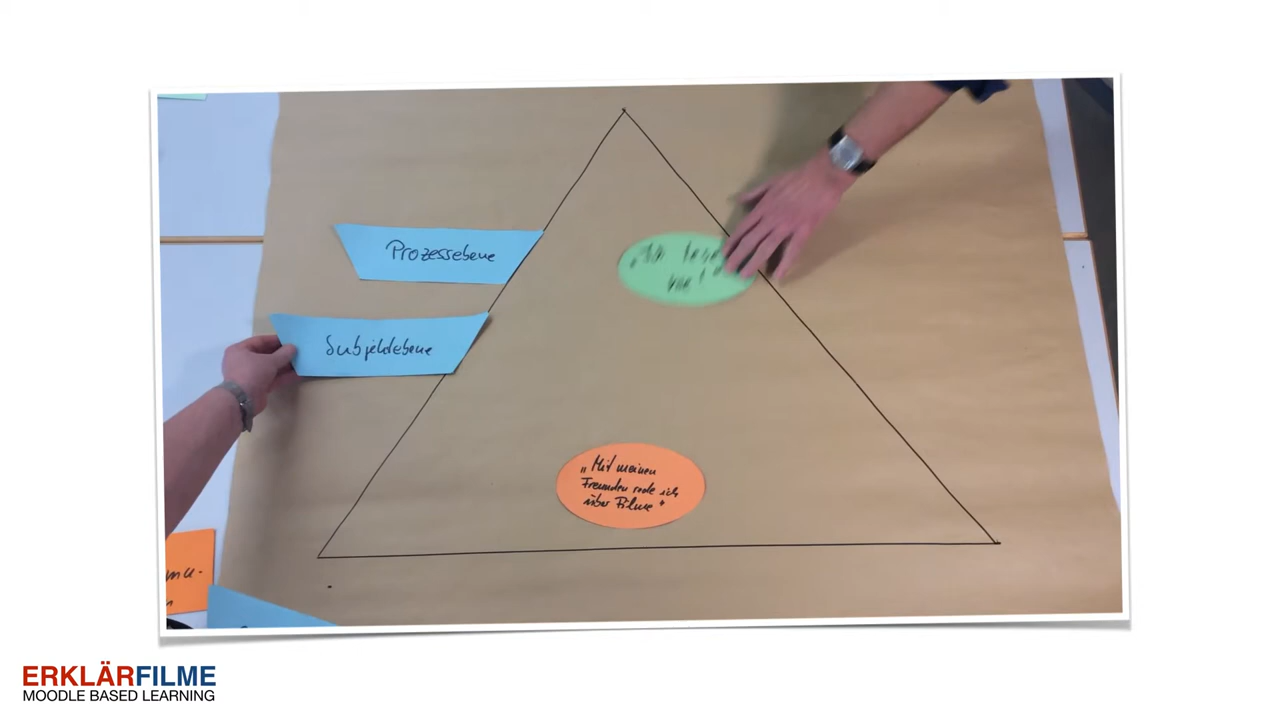 Prozessebene
Subjektebene
„Mit meinen
Freunden rede ich
über Filme“
ERKLÄRFILME
MOODLE BASED LEARNING